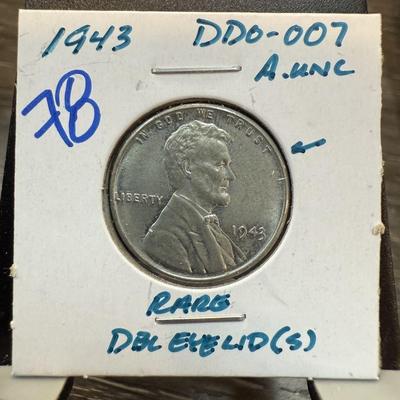 1943 DDO-007
A.UNC
7B
IN GOD WE TRUST
LIBERTY
1943
RARE
DBL EYELID(S)